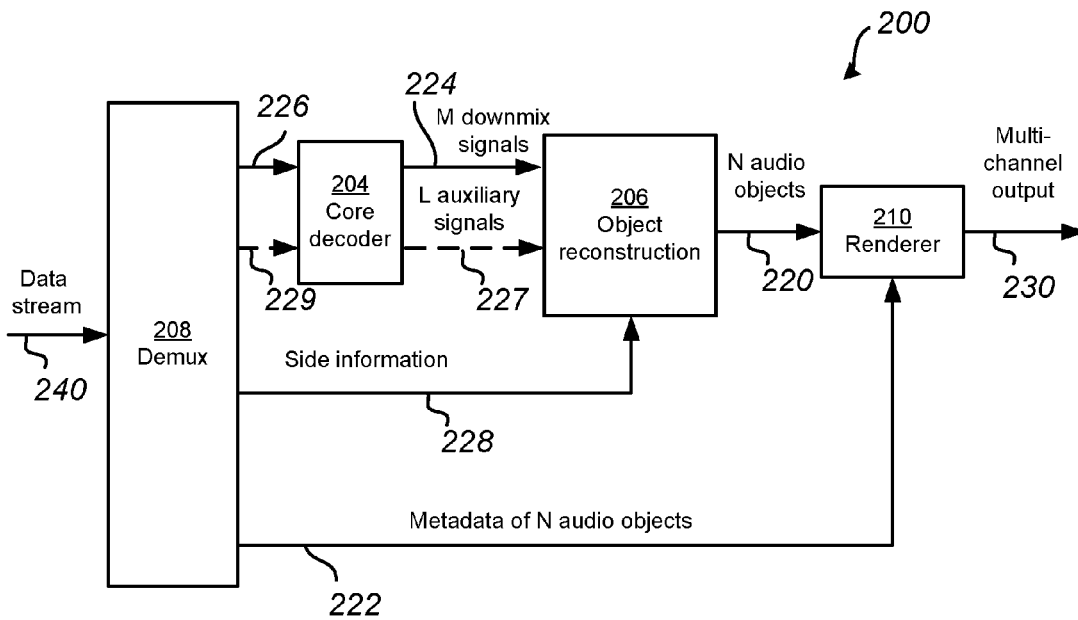 200
226
224
M downmix
signals
Multi-
channel
output
N audio
objects
204
Core
decoder
L auxiliary
signals
206
Object
reconstruction
210
Renderer
229
227
220
230
Data
stream
208
Demux
240
Side information
228
Metadata of N audio objects
222